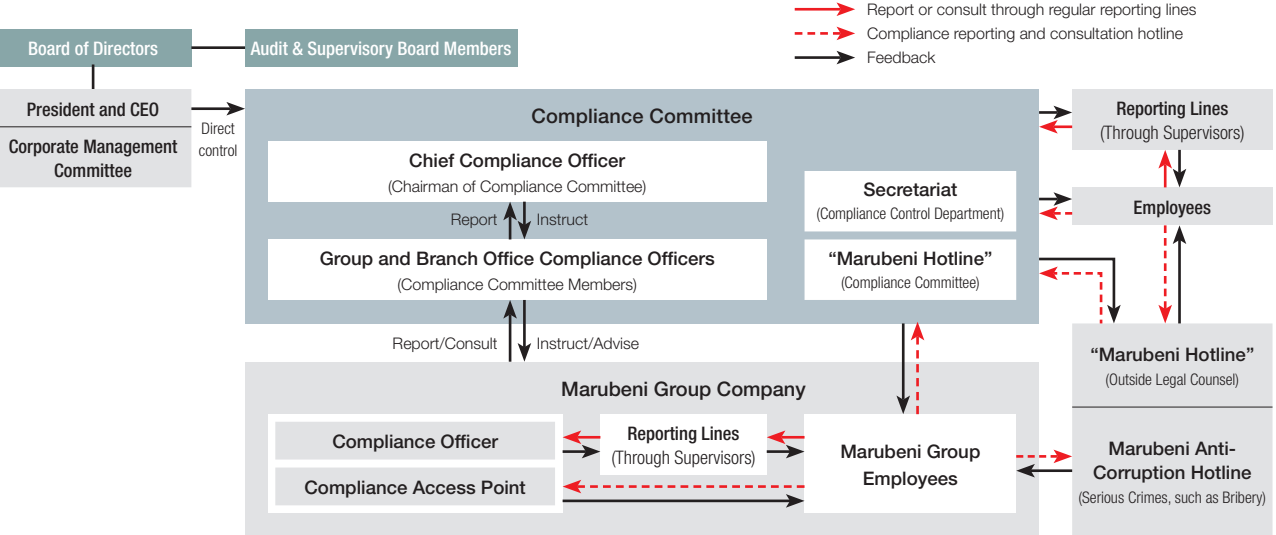 Report or consult through regular reporting lines
Compliance reporting and consultation hotline
Feedback
Board of Directors
Audit & Supervisory Board Members
President and CEO
Corporate Management
Committee
Direct
control
Compliance Committee
Chief Compliance Officer
(Chairman of Compliance Committee)
Report
Instruct
Group and Branch Office Compliance Officers
(Compliance Committee Members)
Secretariat
(Compliance Control Department)
“Marubeni Hotline”
(Compliance Committee)
Reporting Lines
(Through Supervisors)
Employees
Report/Consult
Instruct/Advise
“Marubeni Hotline”
(Outside Legal Counsel)
Marubeni Anti-
Corruption Hotline
(Serious Crimes, such as Bribery)
Marubeni Group Company
Compliance Officer
Compliance Access Point
Reporting Lines
(Through Supervisors)
Marubeni Group
Employees